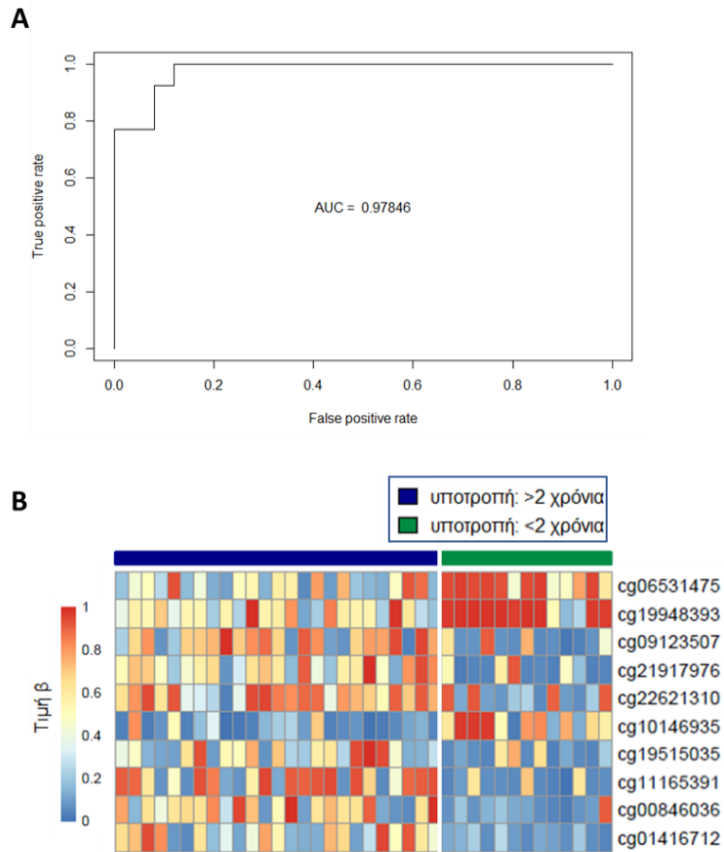 A
True positive rate
1.0
0.8
0.6
0.4
0.2
0.0
AUC = 0.97846
0.0 0.2 0.4 0.6 0.8 1.0
False positive rate
B
υποτροπή: >2 χρόνια
υποτροπή: <2 χρόνια
Τιμή β
1
0.8
0.6
0.4
0.2
0
cg06531475
cg19948393
cg09123507
cg21917976
cg22621310
cg10146935
cg19515035
cg11165391
cg00846036
cg01416712